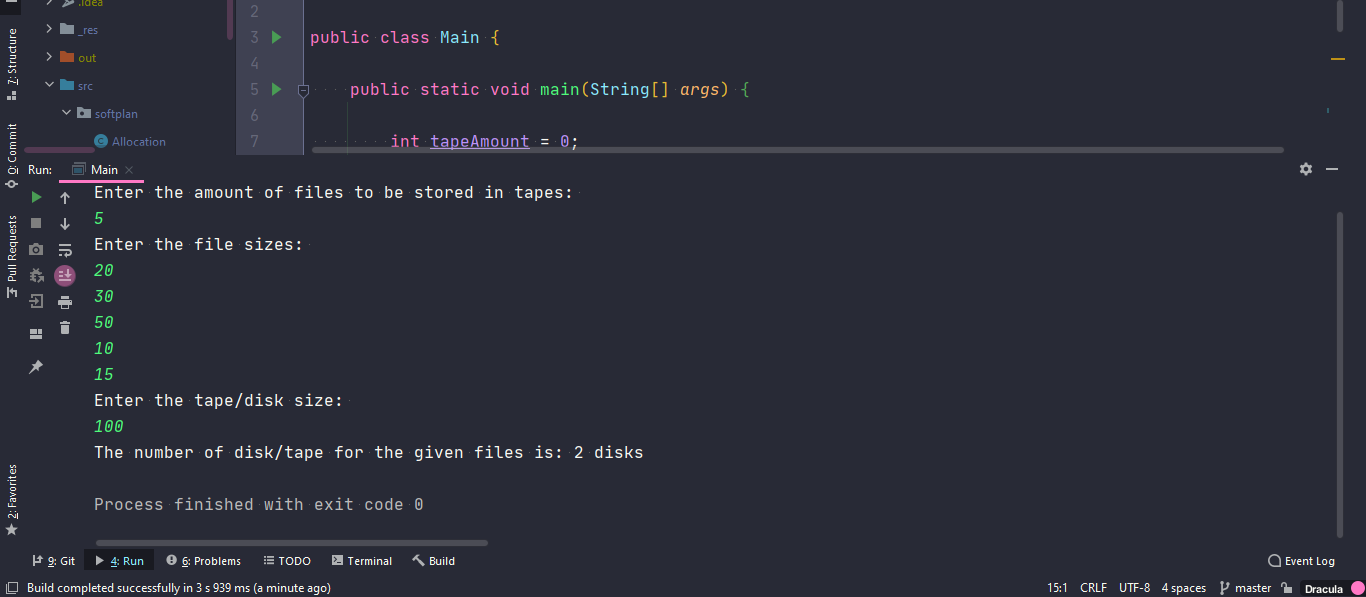 .idea
_res
out
src
softplan
Allocation
2
3 public class Main {
4
5 public static void main(String[] args) {
6
7 int tapeAmount = 0;
7: Structure
0: Commit
Pull Requests
2: Favorites
Run: Main
Enter the amount of files to be stored in tapes:
5
Enter the file sizes:
20
30
50
10
15
Enter the tape/disk size:
100
The number of disk/tape for the given files is: 2 disks
Process finished with exit code 0
9: Git 4: Run 6: Problems TODO Terminal Build Event Log
Build completed successfully in 3 s 939 ms (a minute ago) 15:1 CRLF UTF-8 4 spaces master Dracula